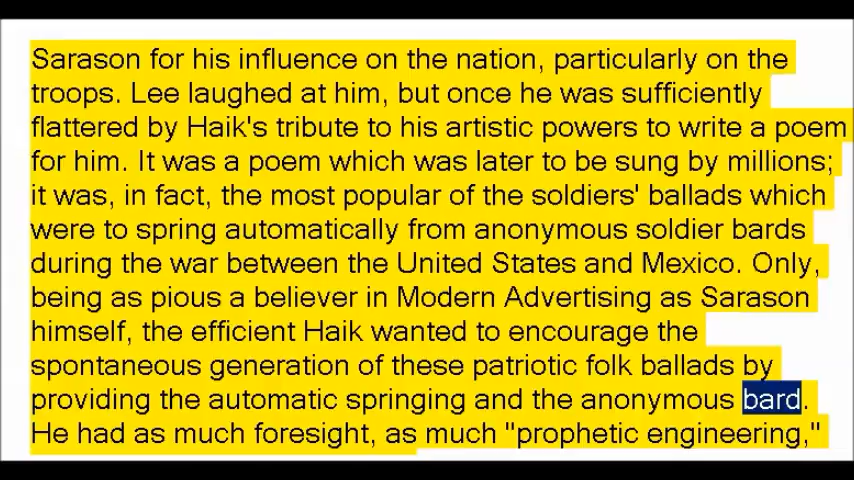 Sarason for his influence on the nation, particularly on the
troops. Lee laughed at him, but once he was sufficiently
flattered by Haik's tribute to his artistic powers to write a poem
for him. It was a poem which was later to be sung by millions;
it was, in fact, the most popular of the soldiers' ballads which
were to spring automatically from anonymous soldier bards
during the war between the United States and Mexico. Only,
being as pious a believer in Modern Advertising as Sarason
himself, the efficient Haik wanted to encourage the
spontaneous generation of these patriotic folk ballads by
providing the automatic springing and the anonymous bard.
He had as much foresight, as much "prophetic engineering,"